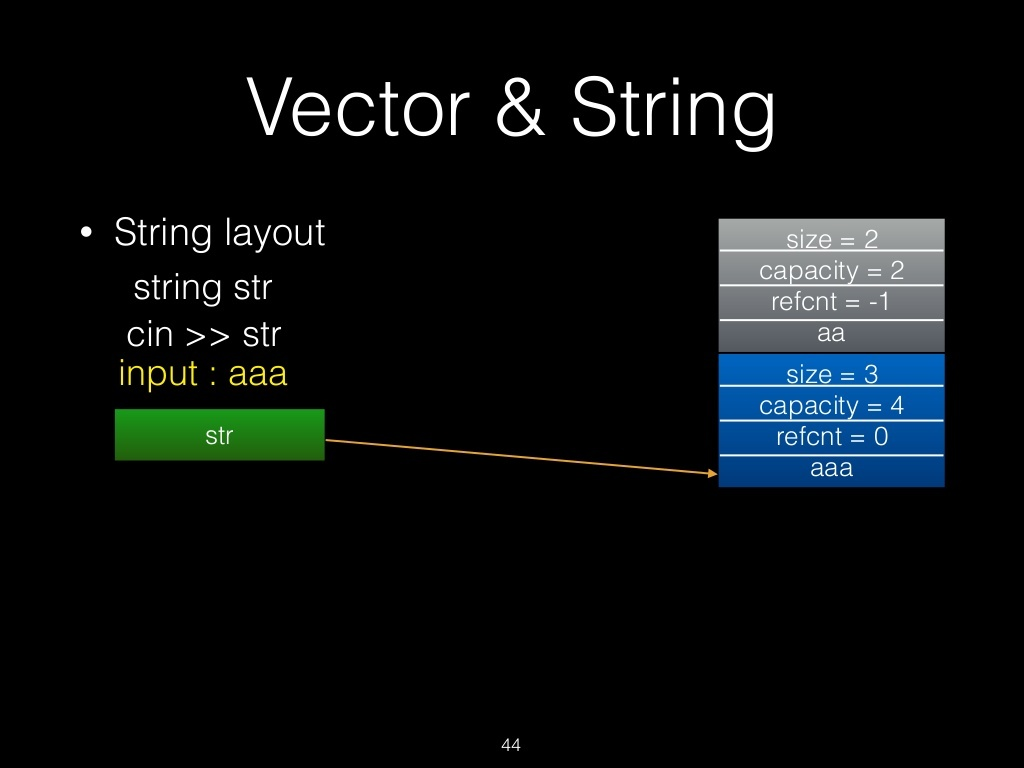 Vector & String
• String layout
string str
cin >> str
input : aaa
str
size = 2
capacity = 2
refcnt = -1
aa
size = 3
capacity = 4
refcnt = 0
aaa
44